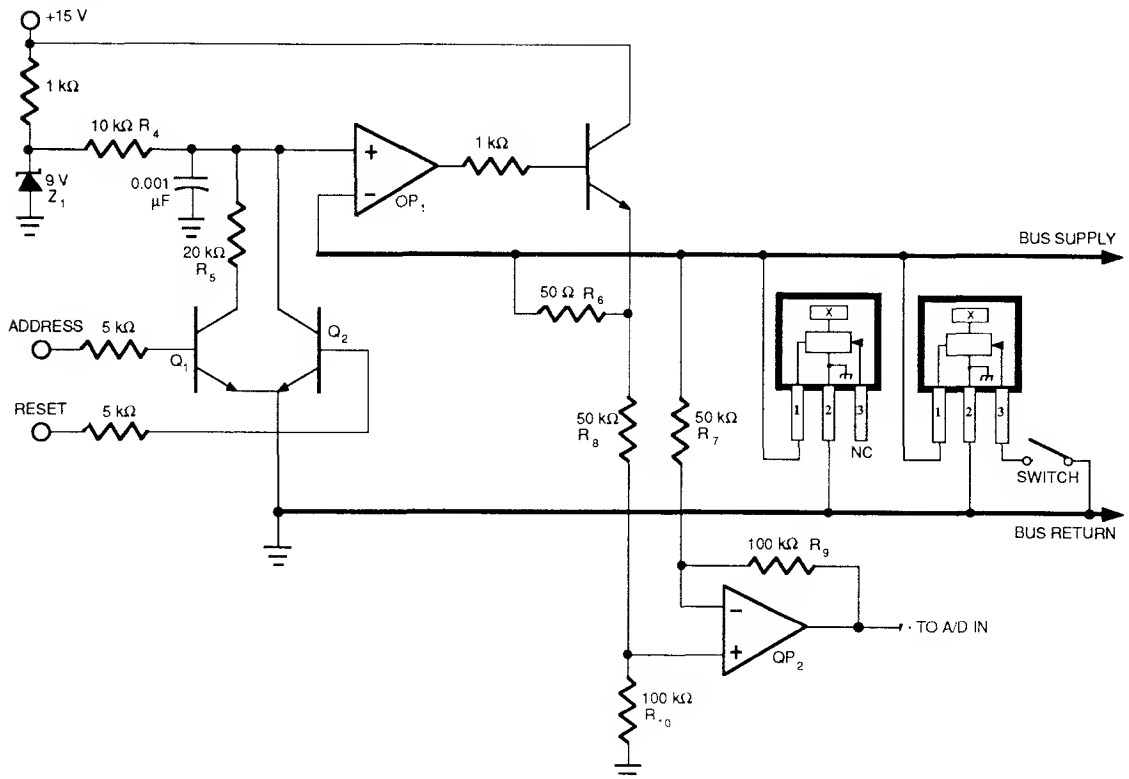 +15 V
1 kΩ
10 kΩ R4
1 kΩ
+
−
OP1
9 V
Z1
0.001
μF
20 kΩ
R5
BUS SUPPLY
50 Ω R6
X
X
ADDRESS
5 kΩ
Q1
Q2
RESET
5 kΩ
50 kΩ
R8
50 kΩ
R7
1
2
3
NC
1
2
3
SWITCH
BUS RETURN
100 kΩ R9
−
+
QP2
TO A/D IN
100 kΩ
R10